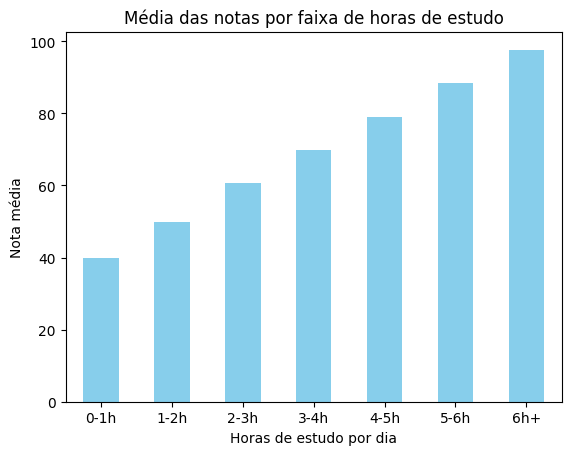 Média das notas por faixa de horas de estudo
100
80
60
40
20
0
Nota média
0-1h 1-2h 2-3h 3-4h 4-5h 5-6h 6h+
Horas de estudo por dia